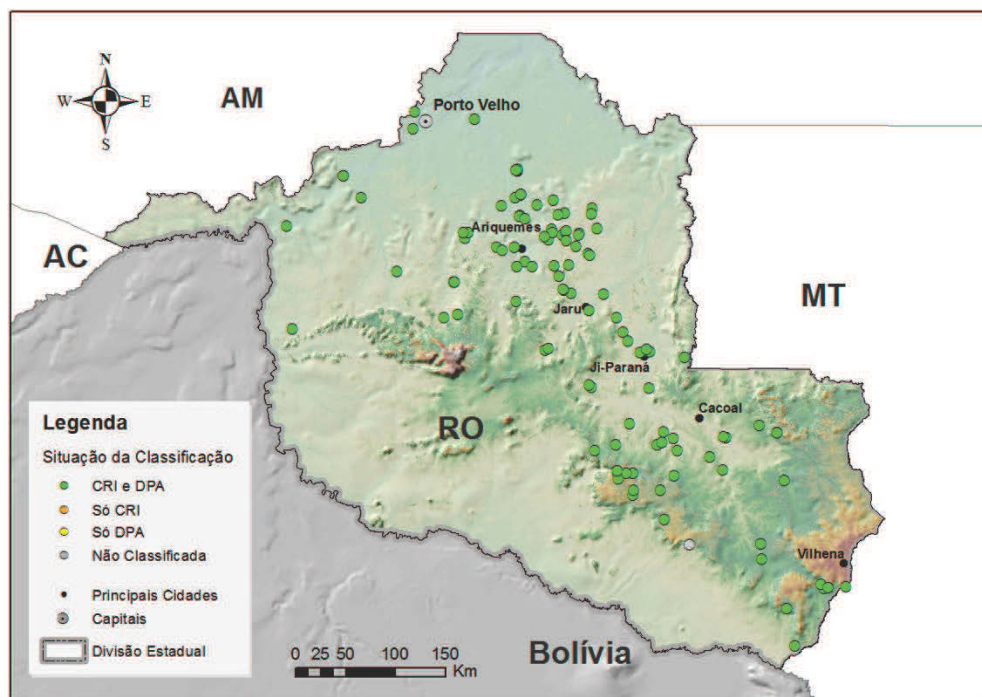 N
W E
S
AM
Porto Velho
Ariquemes
AC
MT
Jaru
Ji-Paraná
Cacoal
RO
Vilhena
Bolívia
Legenda
Situação da Classificação
CRI e DPA
Só CRI
Só DPA
Não Classificada
Principais Cidades
Capitais
Divisão Estadual
0 25 50 100 150
Km